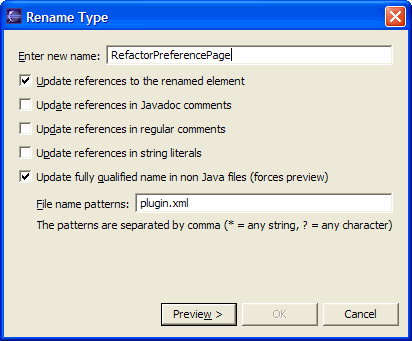 Rename Type
Enter new name: RefactorPreferencePage
Update references to the renamed element
Update references in Javadoc comments
Update references in regular comments
Update references in string literals
Update fully qualified name in non Java files (forces preview)
File name patterns: plugin.xml
The patterns are separated by comma (* = any string, ? = any character)
Preview > OK Cancel